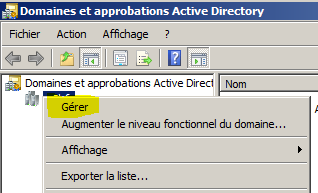 Domaines et approbations Active Directory
Fichier Action Affichage ?
Domaines et approbations Active Direct
Nom
Gérer
Augmenter le niveau fonctionnel du domaine...
Affichage
Exporter la liste...